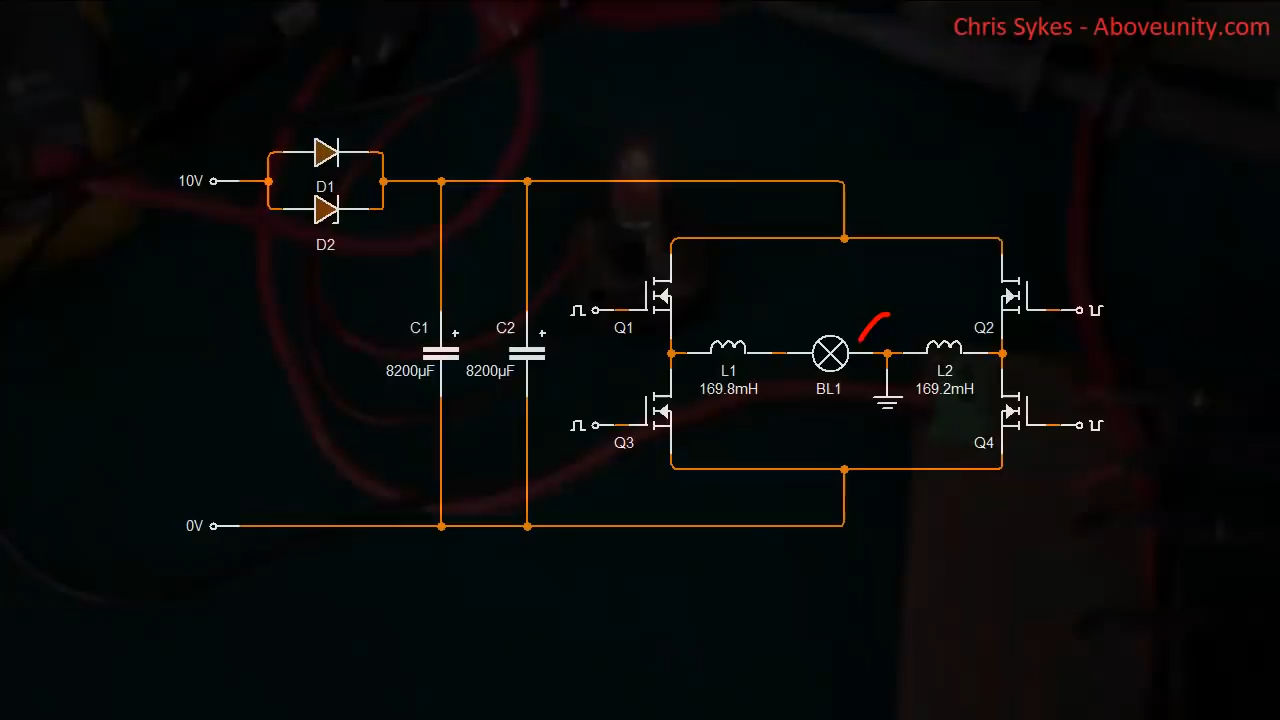 Chris Sykes - Aboveunity.com
10V
D1
D2
C1
+
8200µF
C2
+
8200µF
Q1
Q2
L1
169.8mH
BL1
L2
169.2mH
Q3
Q4
0V